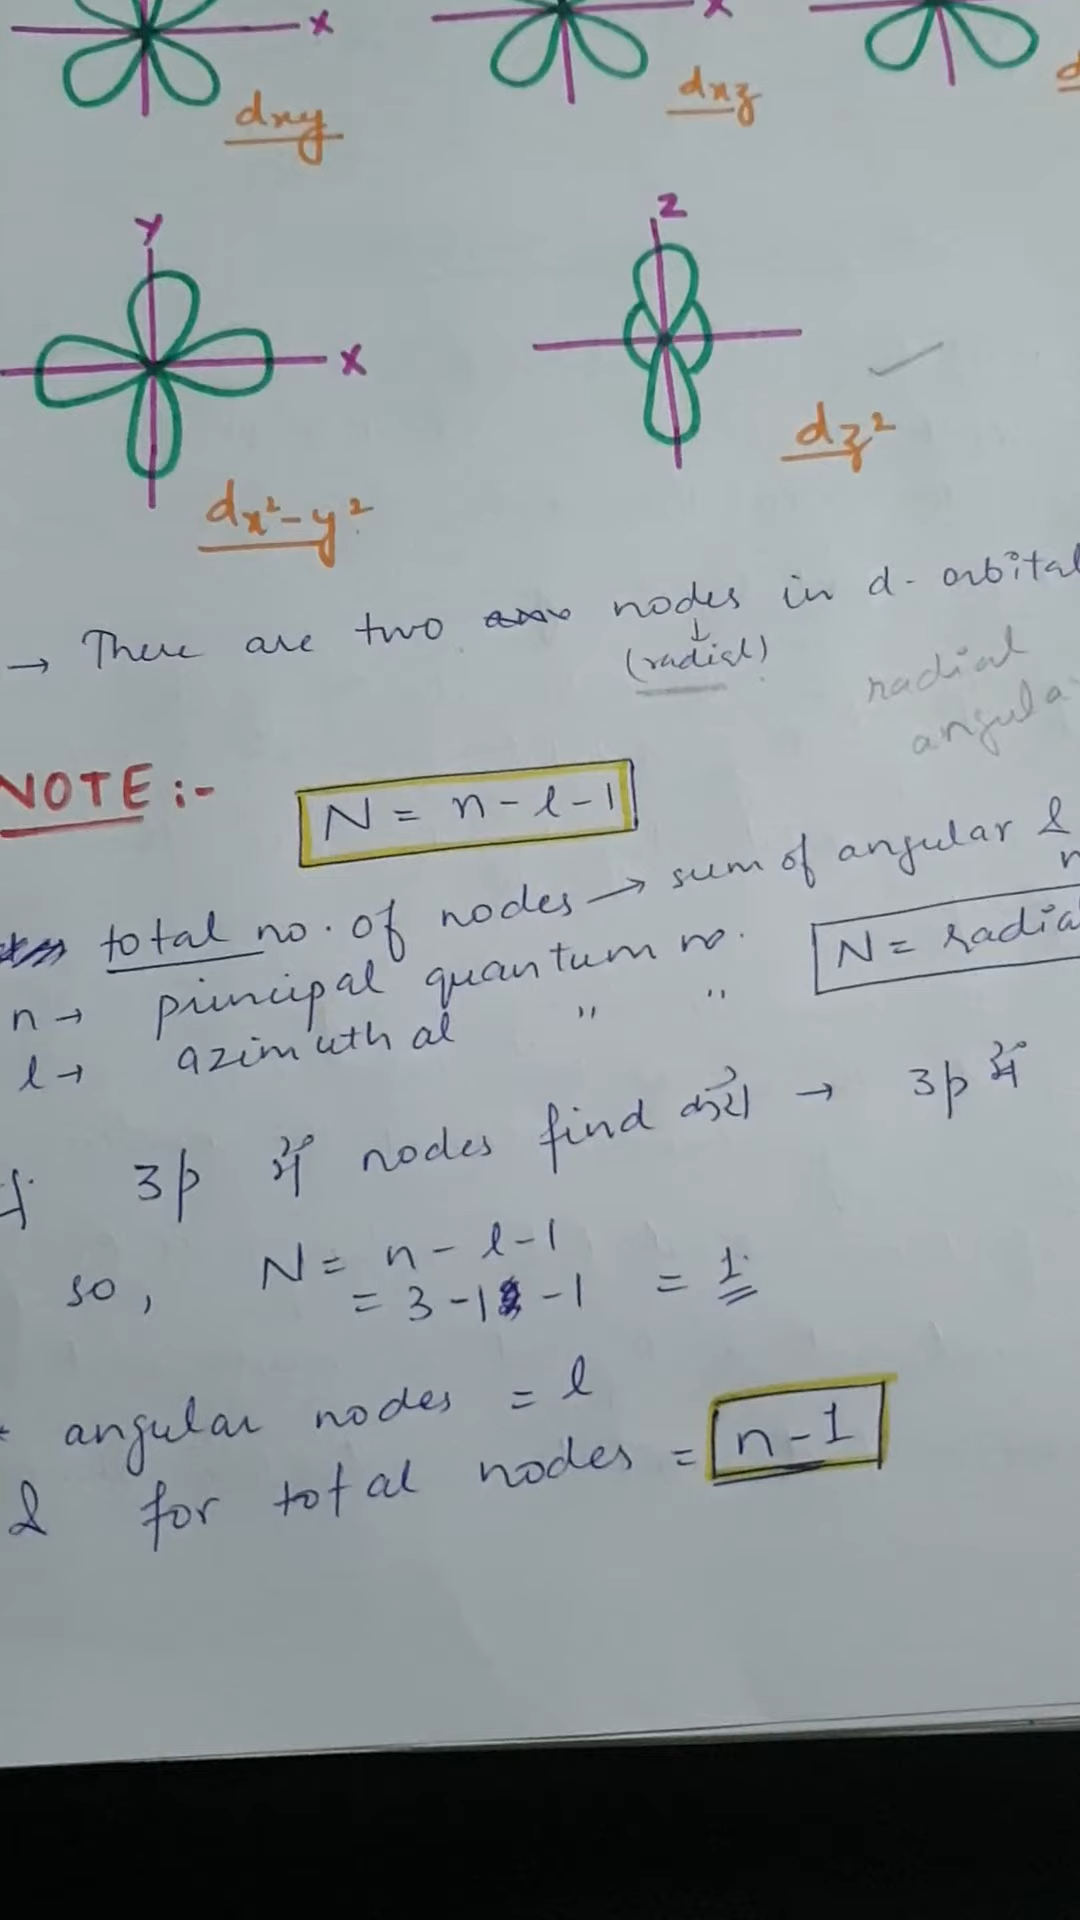 X X
dxy dxz d
Y Z
X
dz²
dx²-y²
→ There are two nodes in d-orbital
↓
(radial)
radial
angula
NOTE :-
N = n - l - 1
total no. of nodes → sum of angular &
n → principal quantum no. N = radia
l → azimuthal " "
3p में nodes find करो → 3p में
so, N = n - l - 1
= 3 - 1 - 1 = 1
angular nodes = l
& for total nodes = n - 1